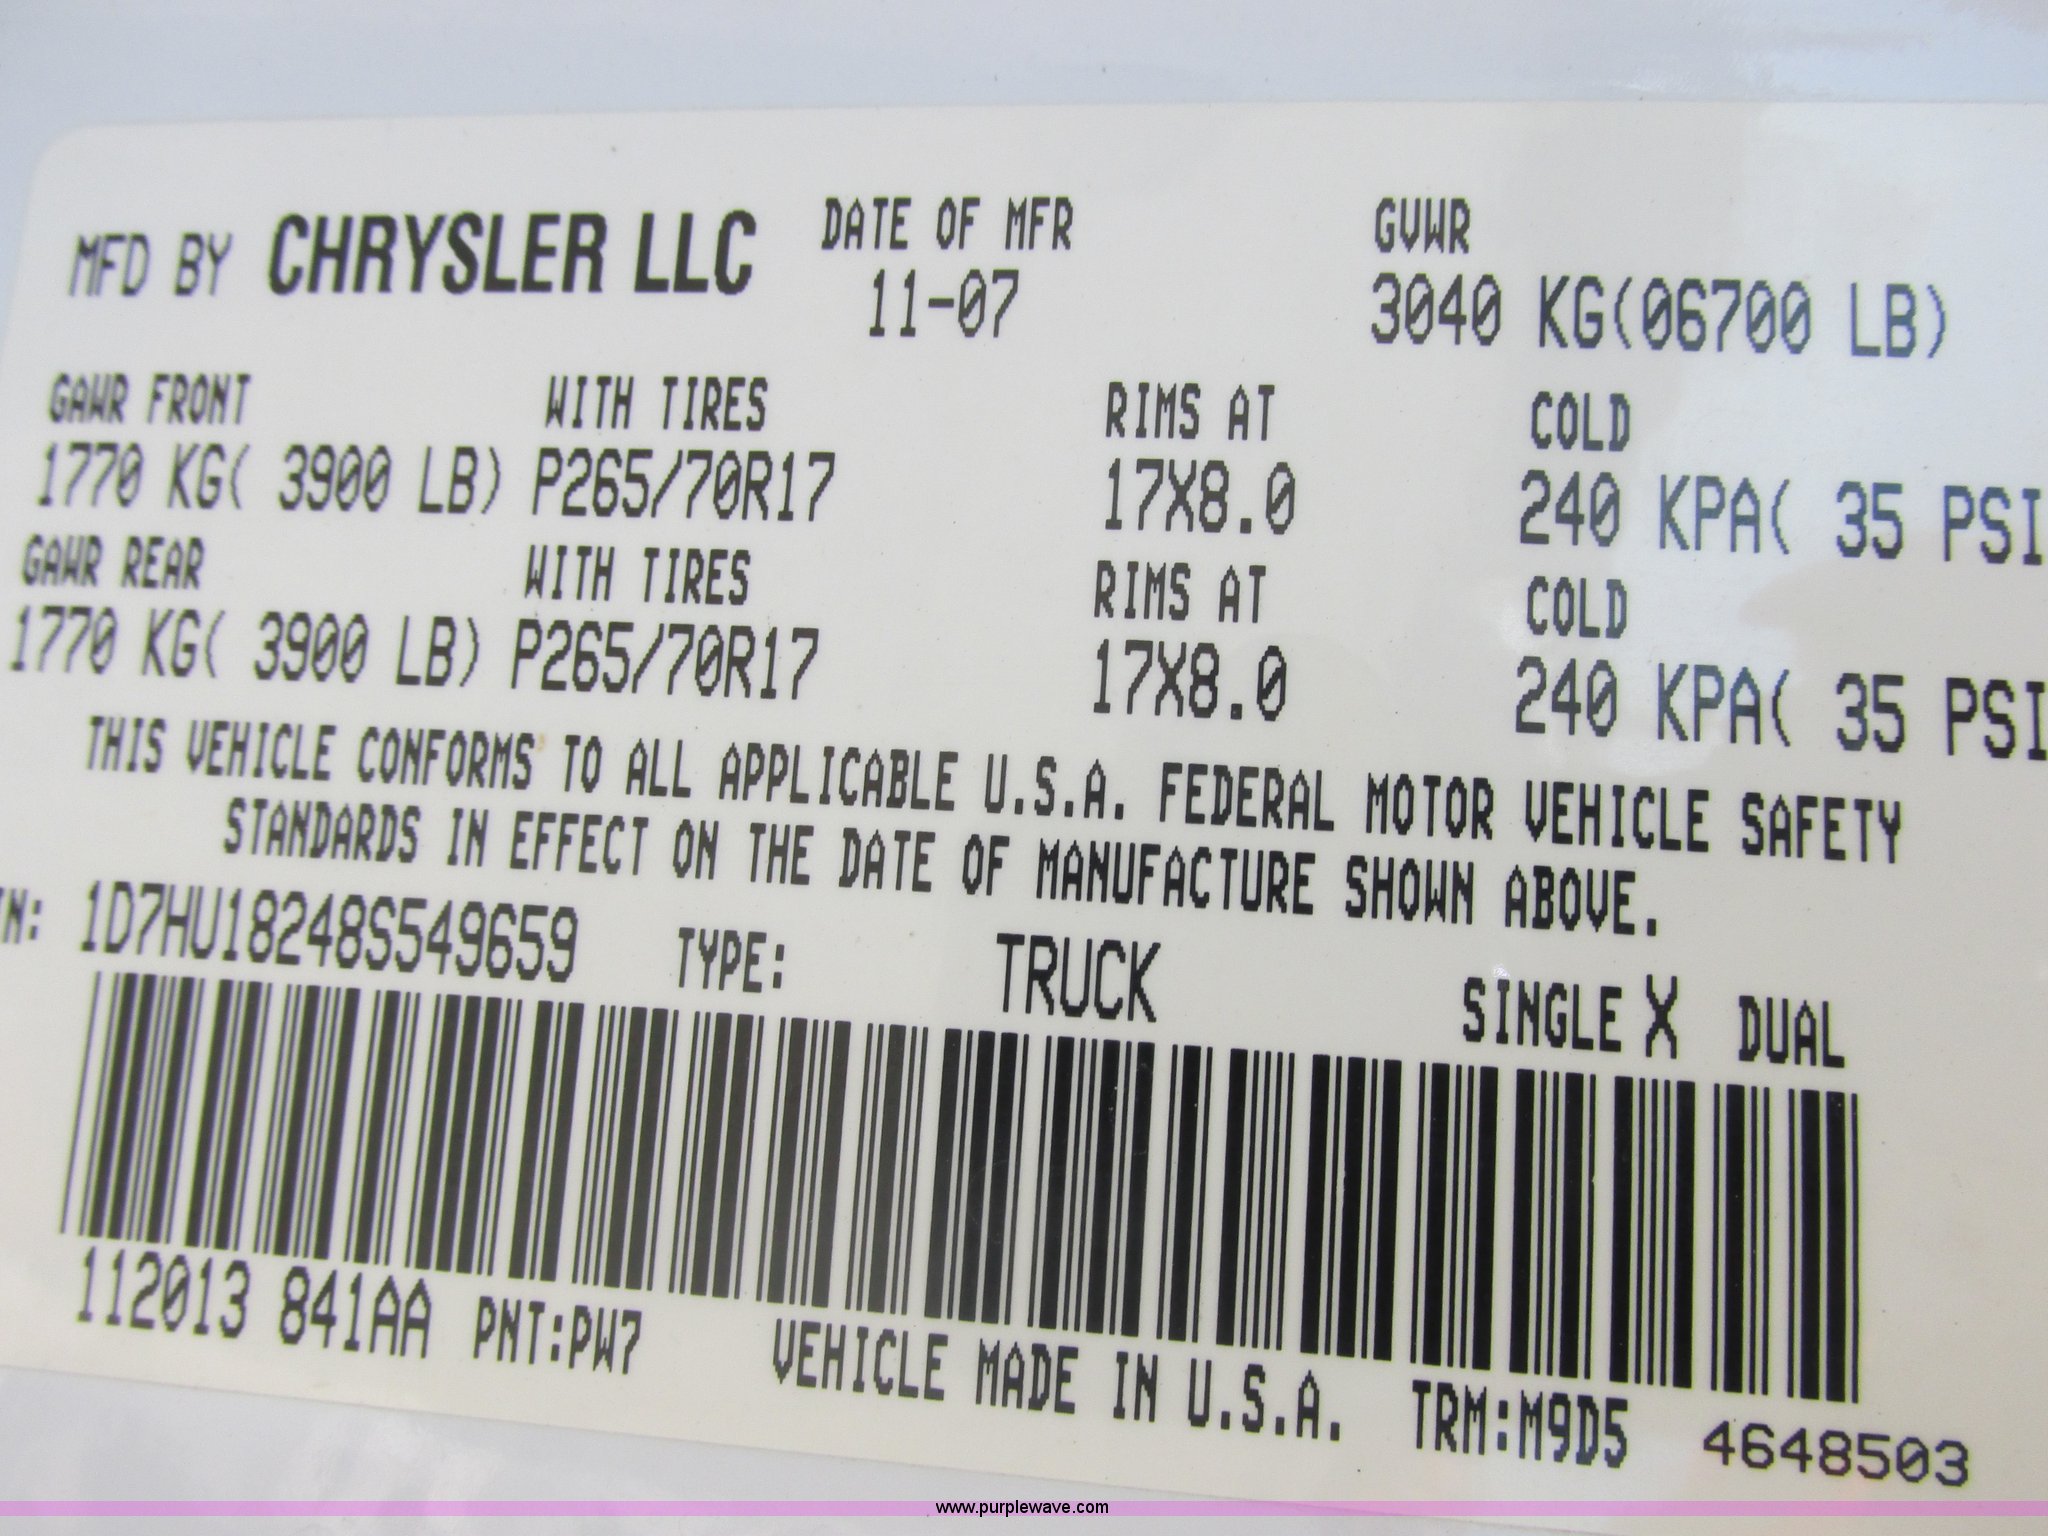 MFD BY CHRYSLER LLC DATE OF MFR GVWR
11-07 3040 KG(06700 LB)
GAWR FRONT WITH TIRES RIMS AT COLD
1770 KG( 3900 LB) P265/70R17 17X8.0 240 KPA( 35 PSI
GAWR REAR WITH TIRES RIMS AT COLD
1770 KG( 3900 LB) P265/70R17 17X8.0 240 KPA( 35 PSI
THIS VEHICLE CONFORMS TO ALL APPLICABLE U.S.A. FEDERAL MOTOR VEHICLE SAFETY
STANDARDS IN EFFECT ON THE DATE OF MANUFACTURE SHOWN ABOVE.
IN: 1D7HU18248S549659 TYPE: TRUCK SINGLE X DUAL
112013 841AA PNT:PW7 VEHICLE MADE IN U.S.A. TRM:M9D5 4648503
www.purplewave.com